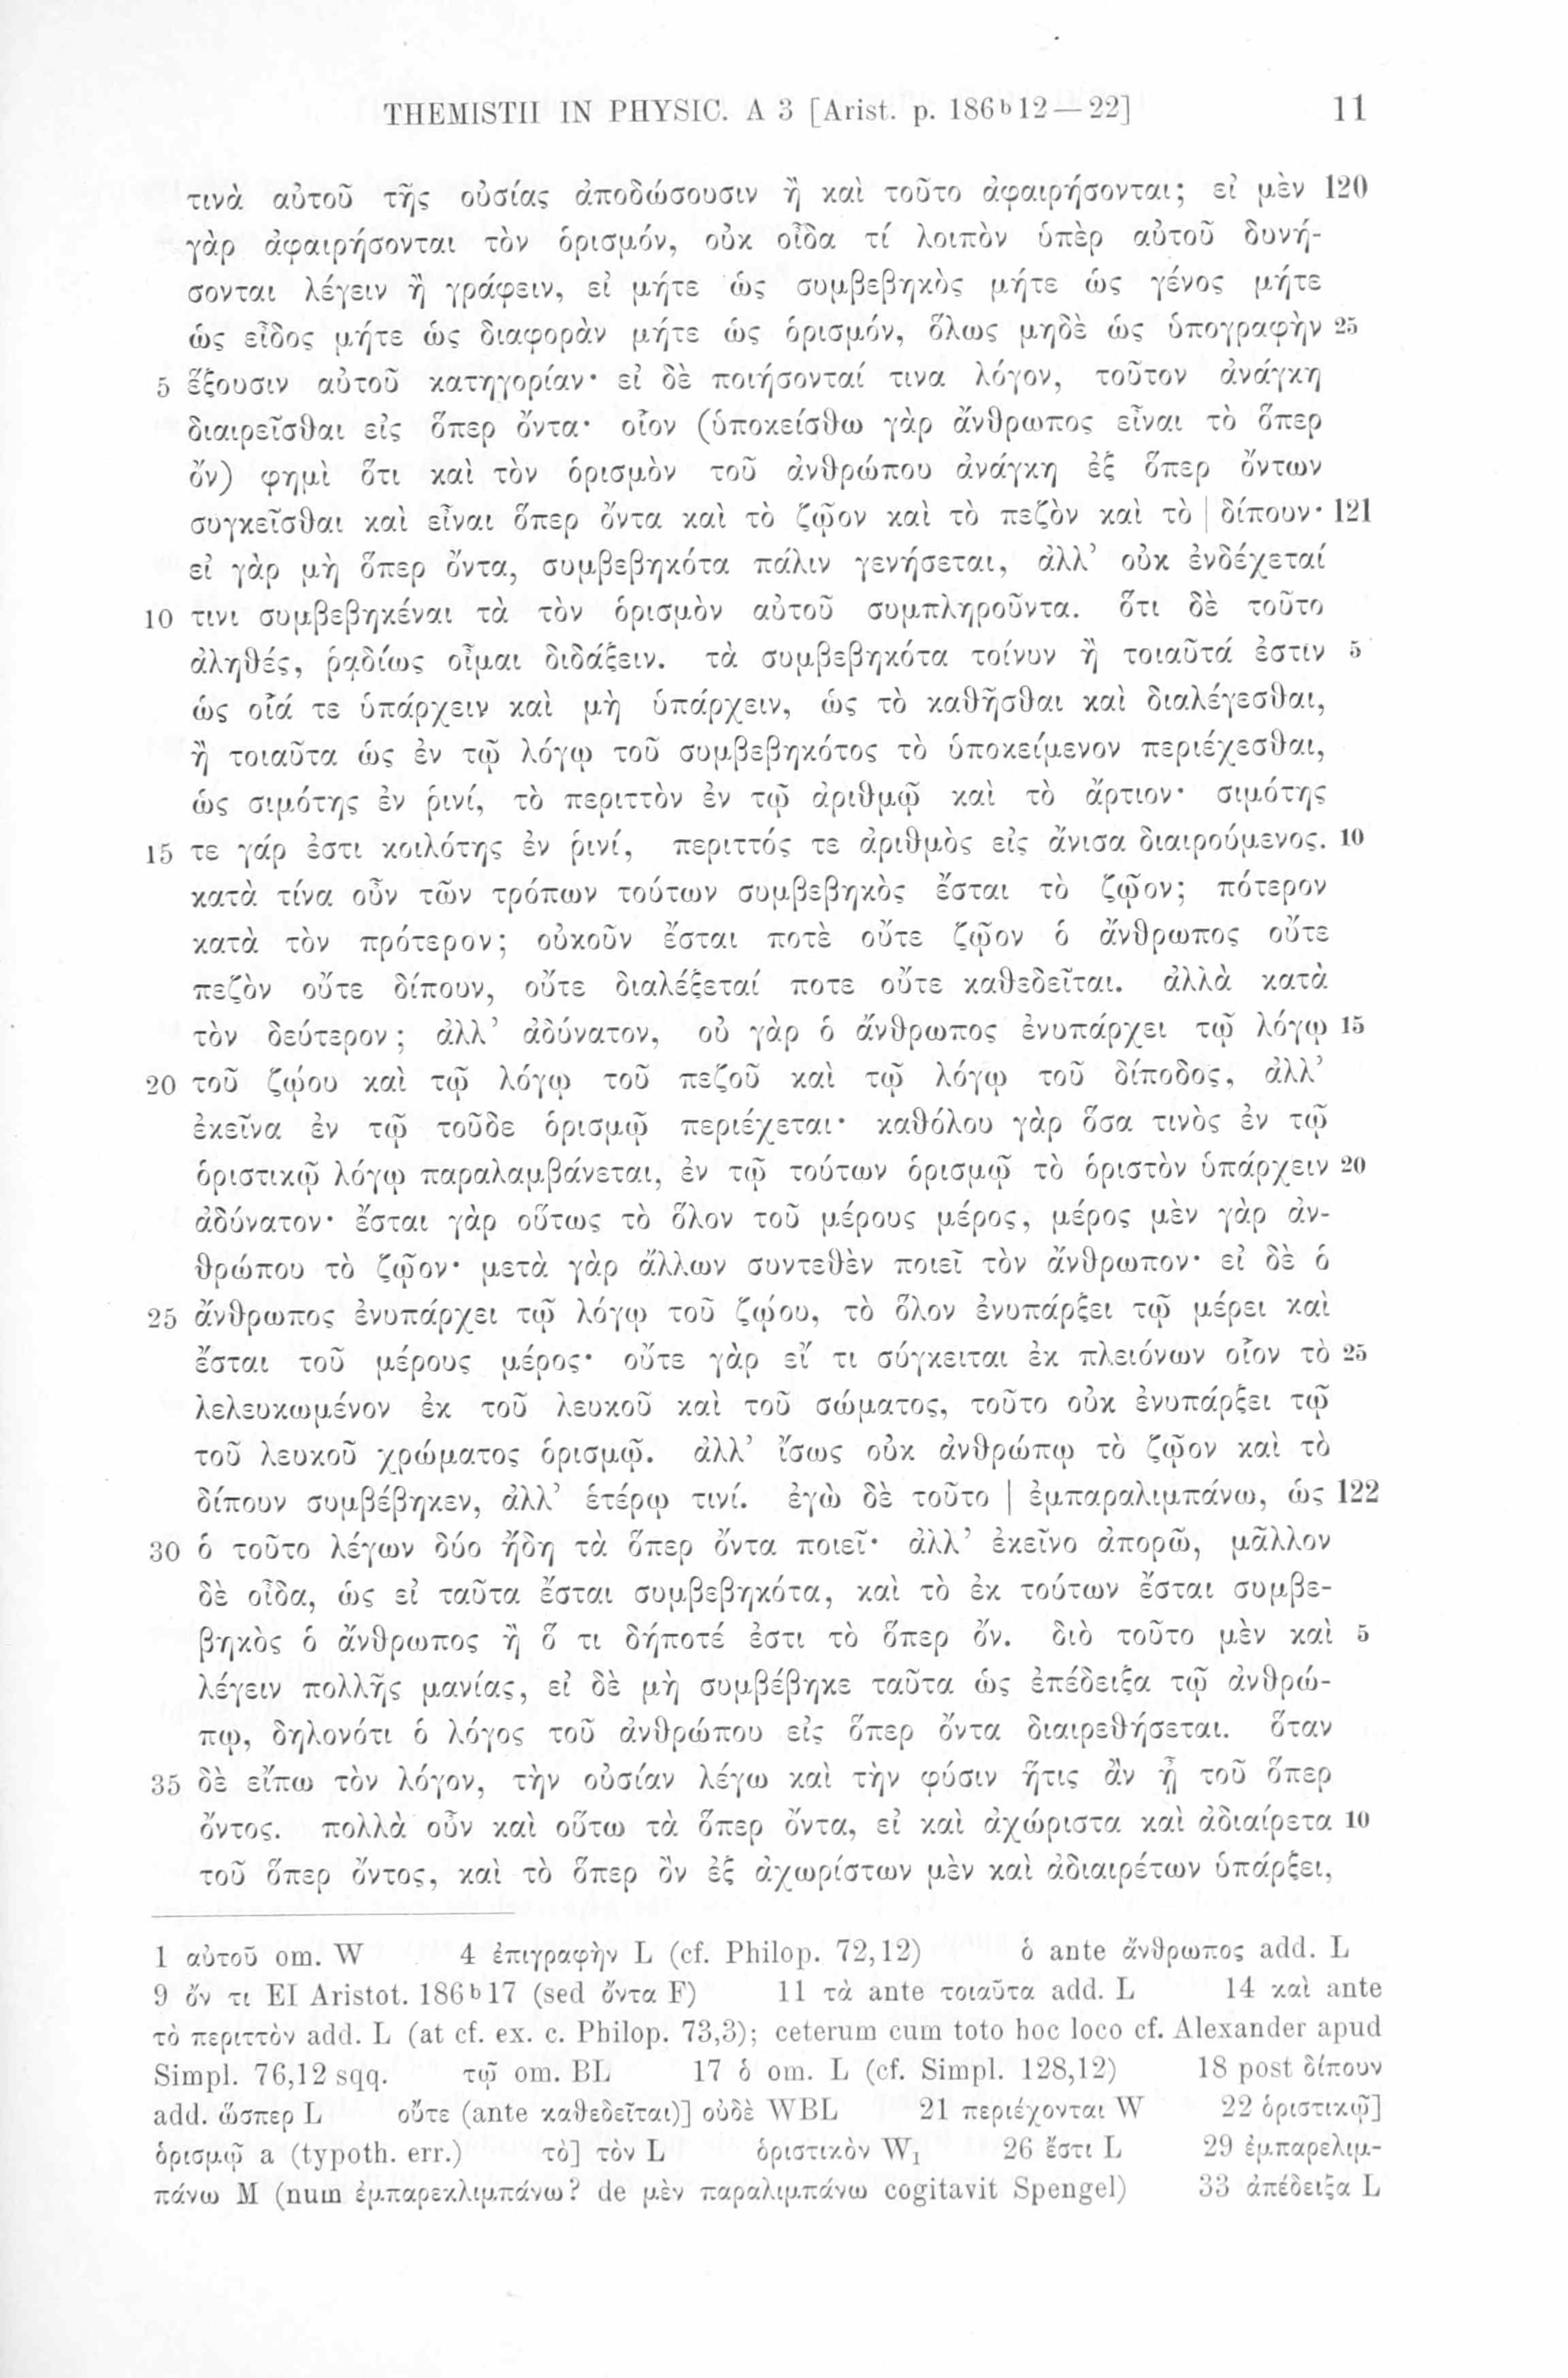 THEMISTII IN PHYSIC. A 3 [Arist. p. 186ᵇ12—22] 11
τινὰ αὐτοῦ τῆς οὐσίας ἀποδώσουσιν ἢ καὶ τοῦτο ἀφαιρήσονται; εἰ μὲν 120
γὰρ ἀφαιρήσονται τὸν ὁρισμόν, οὐκ οἶδα τί λοιπὸν ὑπὲρ αὐτοῦ δυνή-
σονται λέγειν ἢ γράφειν, εἰ μήτε ὡς συμβεβηκὸς μήτε ὡς γένος μήτε
ὡς εἶδος μήτε ὡς διαφορὰν μήτε ὡς ὁρισμόν, ὅλως μηδὲ ὡς ὑπογραφὴν 25
5 ἕξουσιν αὐτοῦ κατηγορίαν· εἰ δὲ ποιήσονταί τινα λόγον, τοῦτον ἀνάγκη
διαιρεῖσθαι εἰς ὅπερ ὄντα· οἷον (ὑποκείσθω γὰρ ἄνθρωπος εἶναι τὸ ὅπερ
ὄν) φημὶ ὅτι καὶ τὸν ὁρισμὸν τοῦ ἀνθρώπου ἀνάγκη ἐξ ὅπερ ὄντων
συγκεῖσθαι καὶ εἶναι ὅπερ ὄντα καὶ τὸ ζῷον καὶ τὸ πεζὸν καὶ τὸ | δίπουν· 121
εἰ γὰρ μὴ ὅπερ ὄντα, συμβεβηκότα πάλιν γενήσεται, ἀλλ’ οὐκ ἐνδέχεταί
10 τινι συμβεβηκέναι τὰ τὸν ὁρισμὸν αὐτοῦ συμπληροῦντα. ὅτι δὲ τοῦτο
ἀληθές, ῥᾳδίως οἶμαι διδάξειν. τὰ συμβεβηκότα τοίνυν ἢ τοιαῦτά ἐστιν 5
ὡς οἷά τε ὑπάρχειν καὶ μὴ ὑπάρχειν, ὡς τὸ καθῆσθαι καὶ διαλέγεσθαι,
ἢ τοιαῦτα ὡς ἐν τῷ λόγῳ τοῦ συμβεβηκότος τὸ ὑποκείμενον περιέχεσθαι,
ὡς σιμότης ἐν ῥινί, τὸ περιττὸν ἐν τῷ ἀριθμῷ καὶ τὸ ἄρτιον· σιμότης
15 τε γάρ ἐστι κοιλότης ἐν ῥινί, περιττός τε ἀριθμὸς εἰς ἄνισα διαιρούμενος. 10
κατὰ τίνα οὖν τῶν τρόπων τούτων συμβεβηκὸς ἔσται τὸ ζῷον; πότερον
κατὰ τὸν πρότερον; οὐκοῦν ἔσται ποτὲ οὔτε ζῷον ὁ ἄνθρωπος οὔτε
πεζὸν οὔτε δίπουν, οὔτε διαλέξεταί ποτε οὔτε καθεδεῖται. ἀλλὰ κατὰ
τὸν δεύτερον; ἀλλ’ ἀδύνατον, οὐ γὰρ ὁ ἄνθρωπος ἐνυπάρχει τῷ λόγῳ 15
20 τοῦ ζῴου καὶ τῷ λόγῳ τοῦ πεζοῦ καὶ τῷ λόγῳ τοῦ δίποδος, ἀλλ’
ἐκεῖνα ἐν τῷ τοῦδε ὁρισμῷ περιέχεται· καθόλου γὰρ ὅσα τινὸς ἐν τῷ
ὁριστικῷ λόγῳ παραλαμβάνεται, ἐν τῷ τούτων ὁρισμῷ τὸ ὁριστὸν ὑπάρχειν 20
ἀδύνατον· ἔσται γὰρ οὕτως τὸ ὅλον τοῦ μέρους μέρος, μέρος μὲν γὰρ ἀν-
θρώπου τὸ ζῷον· μετὰ γὰρ ἄλλων συντεθὲν ποιεῖ τὸν ἄνθρωπον· εἰ δὲ ὁ
25 ἄνθρωπος ἐνυπάρχει τῷ λόγῳ τοῦ ζῴου, τὸ ὅλον ἐνυπάρξει τῷ μέρει καὶ
ἔσται τοῦ μέρους μέρος· οὔτε γὰρ εἴ τι σύγκειται ἐκ πλειόνων οἷον τὸ 25
λελευκωμένον ἐκ τοῦ λευκοῦ καὶ τοῦ σώματος, τοῦτο οὐκ ἐνυπάρξει τῷ
τοῦ λευκοῦ χρώματος ὁρισμῷ. ἀλλ’ ἴσως οὐκ ἀνθρώπῳ τὸ ζῷον καὶ τὸ
δίπουν συμβέβηκεν, ἀλλ’ ἑτέρῳ τινί. ἐγὼ δὲ τοῦτο | ἐμπαραλιμπάνω, ὡς 122
30 ὁ τοῦτο λέγων δύο ἤδη τὰ ὅπερ ὄντα ποιεῖ· ἀλλ’ ἐκεῖνο ἀπορῶ, μᾶλλον
δὲ οἶδα, ὡς εἰ ταῦτα ἔσται συμβεβηκότα, καὶ τὸ ἐκ τούτων ἔσται συμβε-
βηκὸς ὁ ἄνθρωπος ἢ ὅ τι δήποτέ ἐστι τὸ ὅπερ ὄν. διὸ τοῦτο μὲν καὶ 5
λέγειν πολλῆς μανίας, εἰ δὲ μὴ συμβέβηκε ταῦτα ὡς ἐπέδειξα τῷ ἀνθρώ-
πῳ, δηλονότι ὁ λόγος τοῦ ἀνθρώπου εἰς ὅπερ ὄντα διαιρεθήσεται. ὅταν
35 δὲ εἴπω τὸν λόγον, τὴν οὐσίαν λέγω καὶ τὴν φύσιν ἥτις ἂν ᾖ τοῦ ὅπερ
ὄντος. πολλὰ οὖν καὶ οὕτω τὰ ὅπερ ὄντα, εἰ καὶ ἀχώριστα καὶ ἀδιαίρετα 10
τοῦ ὅπερ ὄντος, καὶ τὸ ὅπερ ὂν ἐξ ἀχωρίστων μὲν καὶ ἀδιαιρέτων ὑπάρξει,
1 αὐτοῦ om. W 4 ἐπιγραφὴν L (cf. Philop. 72,12) ὁ ante ἄνθρωπος add. L
9 ὄν τι EI Aristot. 186ᵇ17 (sed ὄντα F) 11 τὰ ante τοιαῦτα add. L 14 καὶ ante
τὸ περιττὸν add. L (at cf. ex. c. Philop. 73,3); ceterum cum toto hoc loco cf. Alexander apud
Simpl. 76,12 sqq. τῷ om. BL 17 ὁ om. L (cf. Simpl. 128,12) 18 post δίπουν
add. ὥσπερ L οὔτε (ante καθεδεῖται)] οὐδὲ WBL 21 περιέχονται W 22 ὁριστικῷ]
ὁρισμῷ a (typoth. err.) τὸ] τὸν L ὁριστικὸν W₁ 26 ἔστι L 29 ἐμπαρελιμ-
πάνω M (num ἐμπαρεκλιμπάνω? de μὲν παραλιμπάνω cogitavit Spengel) 33 ἀπέδειξα L